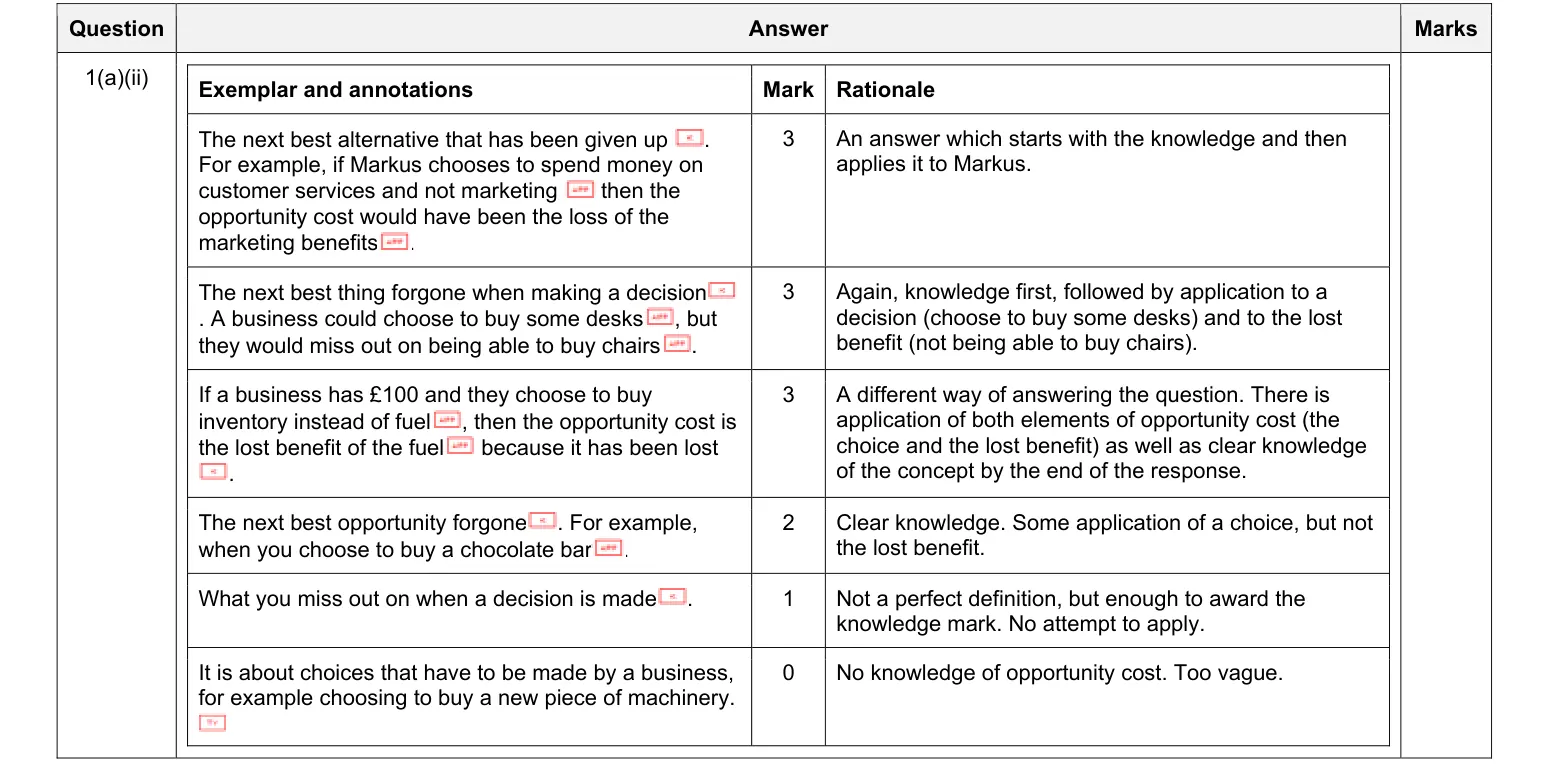 Question Answer Marks
1(a)(ii)
Exemplar and annotations Mark Rationale
The next best alternative that has been given up .
For example, if Markus chooses to spend money on
customer services and not marketing then the
opportunity cost would have been the loss of the
marketing benefits .
3
An answer which starts with the knowledge and then
applies it to Markus.
The next best thing forgone when making a decision
. A business could choose to buy some desks , but
they would miss out on being able to buy chairs .
3
Again, knowledge first, followed by application to a
decision (choose to buy some desks) and to the lost
benefit (not being able to buy chairs).
If a business has £100 and they choose to buy
inventory instead of fuel , then the opportunity cost is
the lost benefit of the fuel because it has been lost
.
3
A different way of answering the question. There is
application of both elements of opportunity cost (the
choice and the lost benefit) as well as clear knowledge
of the concept by the end of the response.
The next best opportunity forgone . For example,
when you choose to buy a chocolate bar .
2
Clear knowledge. Some application of a choice, but not
the lost benefit.
What you miss out on when a decision is made .
1
Not a perfect definition, but enough to award the
knowledge mark. No attempt to apply.
It is about choices that have to be made by a business,
for example choosing to buy a new piece of machinery.
0
No knowledge of opportunity cost. Too vague.